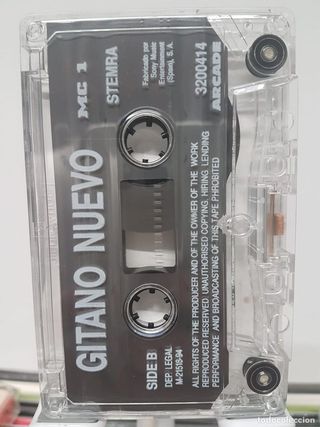 GITANO NUEVO
MC 1
STEMRA
Fabricado por
Sony Music
Entertainment
(Spain), S. A.
3200414
ARCADE
SIDE B
DEP. LEGAL
M-21519-94
ALL RIGHTS OF THE PRODUCER AND OF THE OWNER OF THE WORK
REPRODUCED RESERVED. UNAUTHORISED COPYING, HIRING, LENDING
PERFORMANCE AND BROADCASTING OF THIS TAPE PROHIBITED
todocoleccion